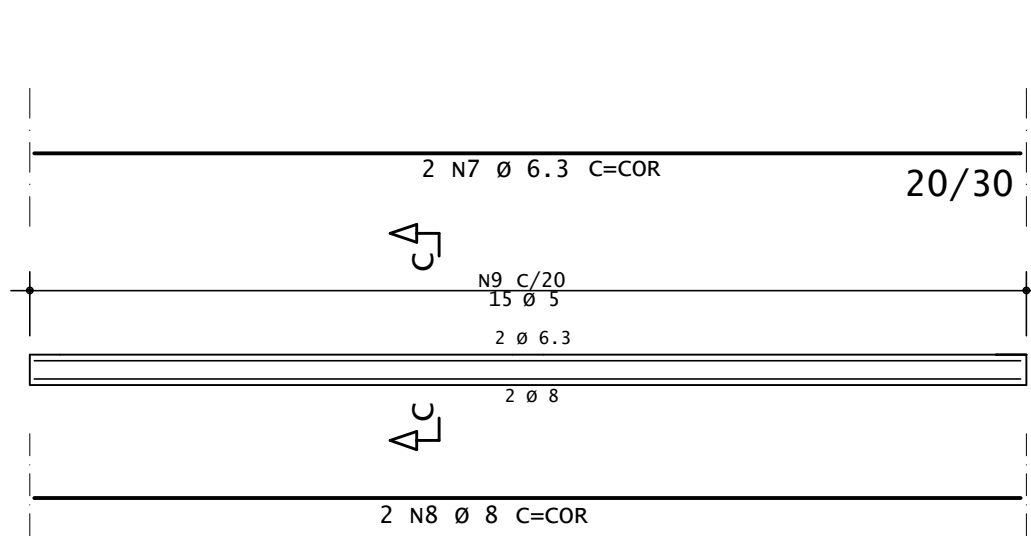 2 N7 Ø 6.3 C=COR
20/30
C
N9 C/20
15 Ø 5
2 Ø 6.3
2 Ø 8
C
2 N8 Ø 8 C=COR